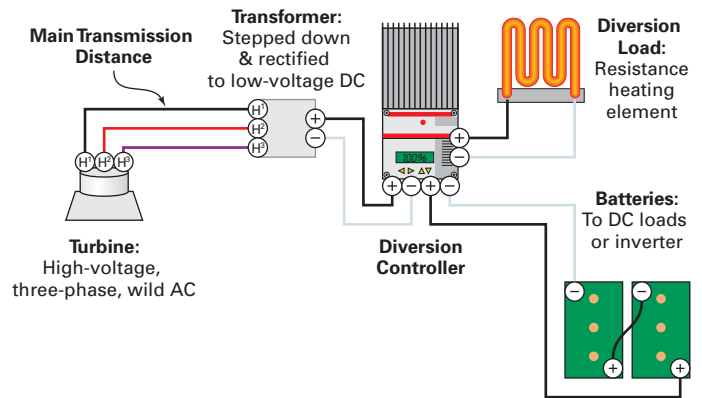 Main Transmission
Distance
Transformer:
Stepped down
& rectified
to low-voltage DC
Diversion
Load:
Resistance
heating
element
H1
H2
H3
+
−
H1 H2 H3
+
−
100%
+ − + −
Turbine:
High-voltage,
three-phase, wild AC
Diversion
Controller
Batteries:
To DC loads
or inverter
− −
+ +